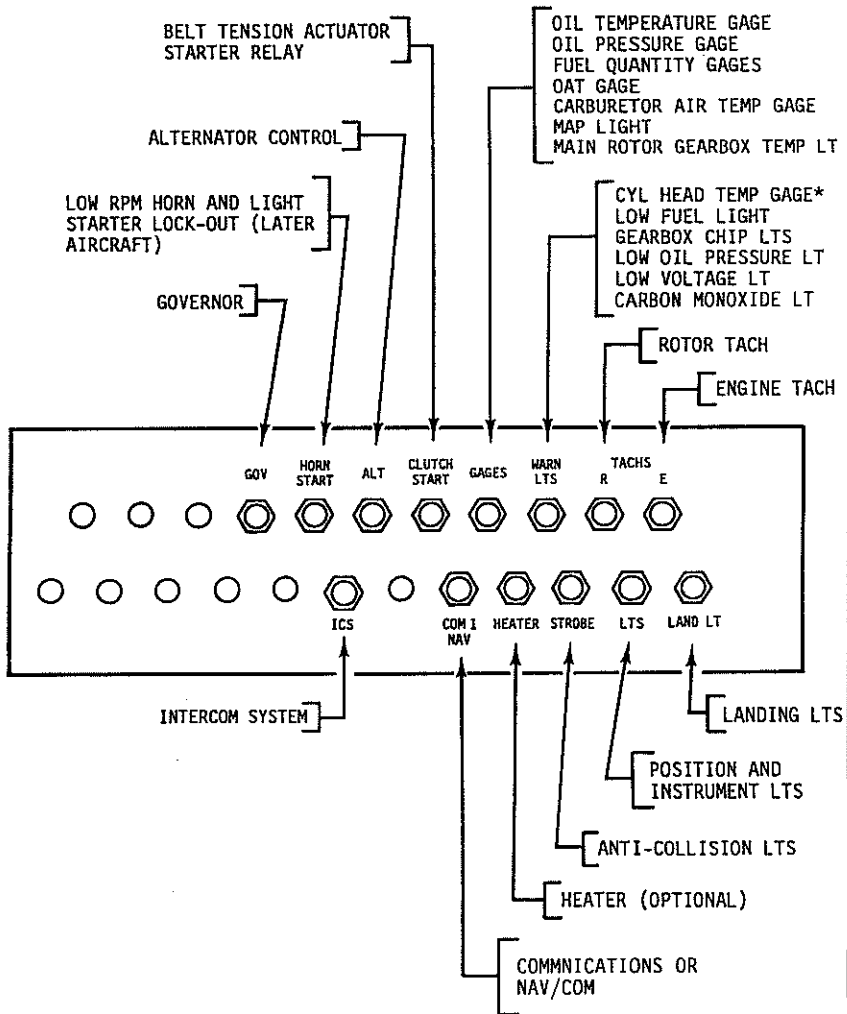 BELT TENSION ACTUATOR
STARTER RELAY
OIL TEMPERATURE GAGE
OIL PRESSURE GAGE
FUEL QUANTITY GAGES
OAT GAGE
CARBURETOR AIR TEMP GAGE
MAP LIGHT
MAIN ROTOR GEARBOX TEMP LT
ALTERNATOR CONTROL
LOW RPM HORN AND LIGHT
STARTER LOCK-OUT (LATER
AIRCRAFT)
CYL HEAD TEMP GAGE*
LOW FUEL LIGHT
GEARBOX CHIP LTS
LOW OIL PRESSURE LT
LOW VOLTAGE LT
CARBON MONOXIDE LT
GOVERNOR
ROTOR TACH
ENGINE TACH
GOV
HORN
START
ALT
CLUTCH
START
GAGES
WARN
LTS
TACHS
R E
ICS
COM I
NAV
HEATER
STROBE
LTS
LAND LT
INTERCOM SYSTEM
LANDING LTS
POSITION AND
INSTRUMENT LTS
ANTI-COLLISION LTS
HEATER (OPTIONAL)
COMMNICATIONS OR
NAV/COM